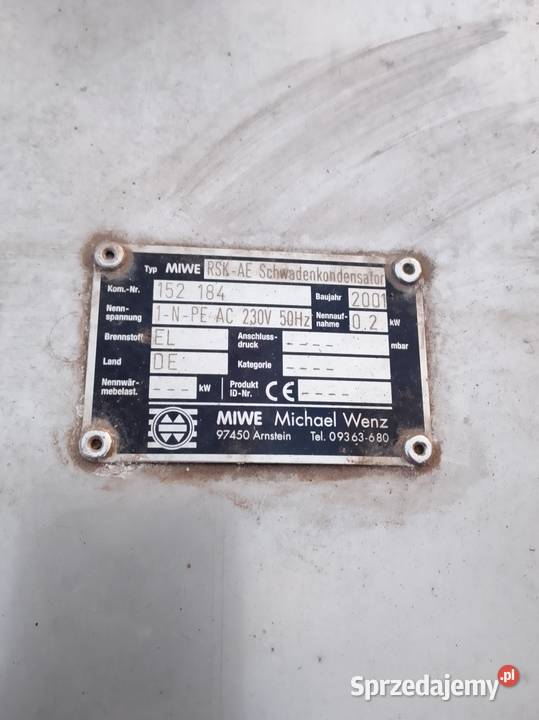 Typ MIWE RSK-AE Schwadenkondensator
Kom.-Nr. 152 184 Baujahr 2001
Nenn-spannung 1-N-PE AC 230V 50Hz Nennauf-nahme 0.2 kW
Brennstoff EL Anschluss-druck ---- mbar
Land DE Kategorie ----
Nennwär-mebelast. --- kW Produkt ID-Nr. CE ----
MIWE Michael Wenz
97450 Arnstein Tel. 09363-680
Sprzedajemy.pl